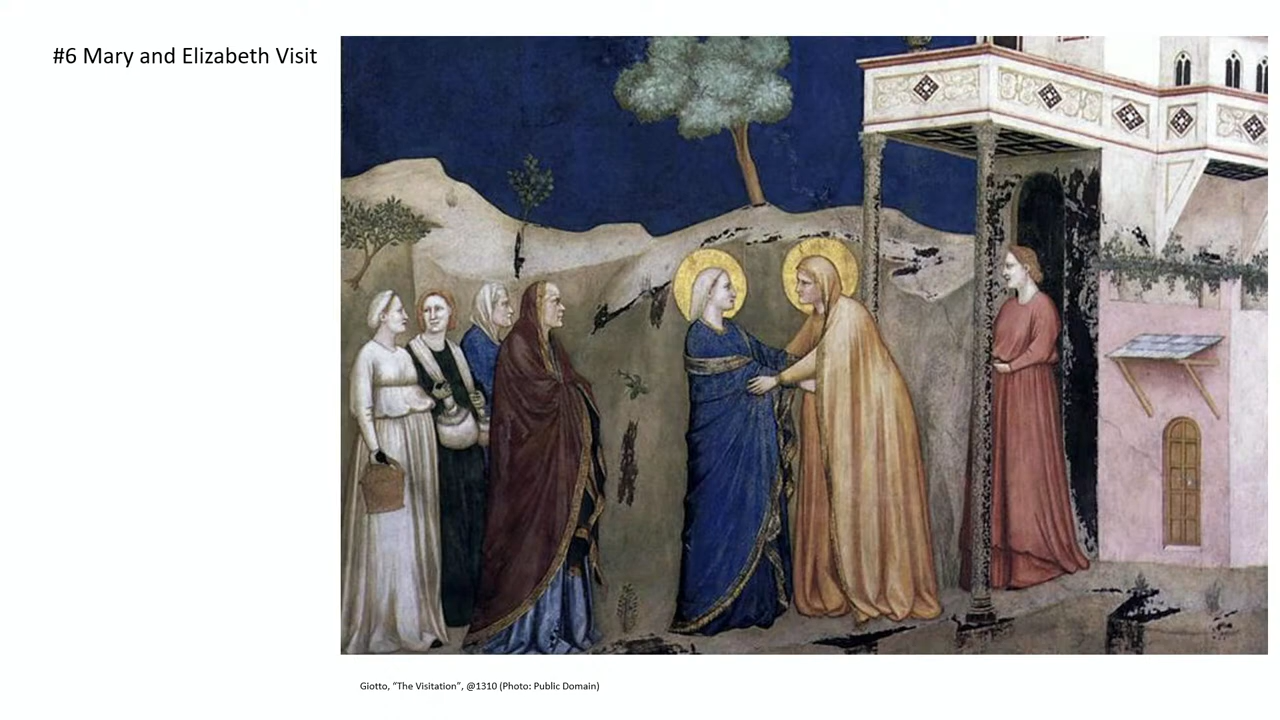 #6 Mary and Elizabeth Visit
Giotto, “The Visitation”, @1310 (Photo: Public Domain)